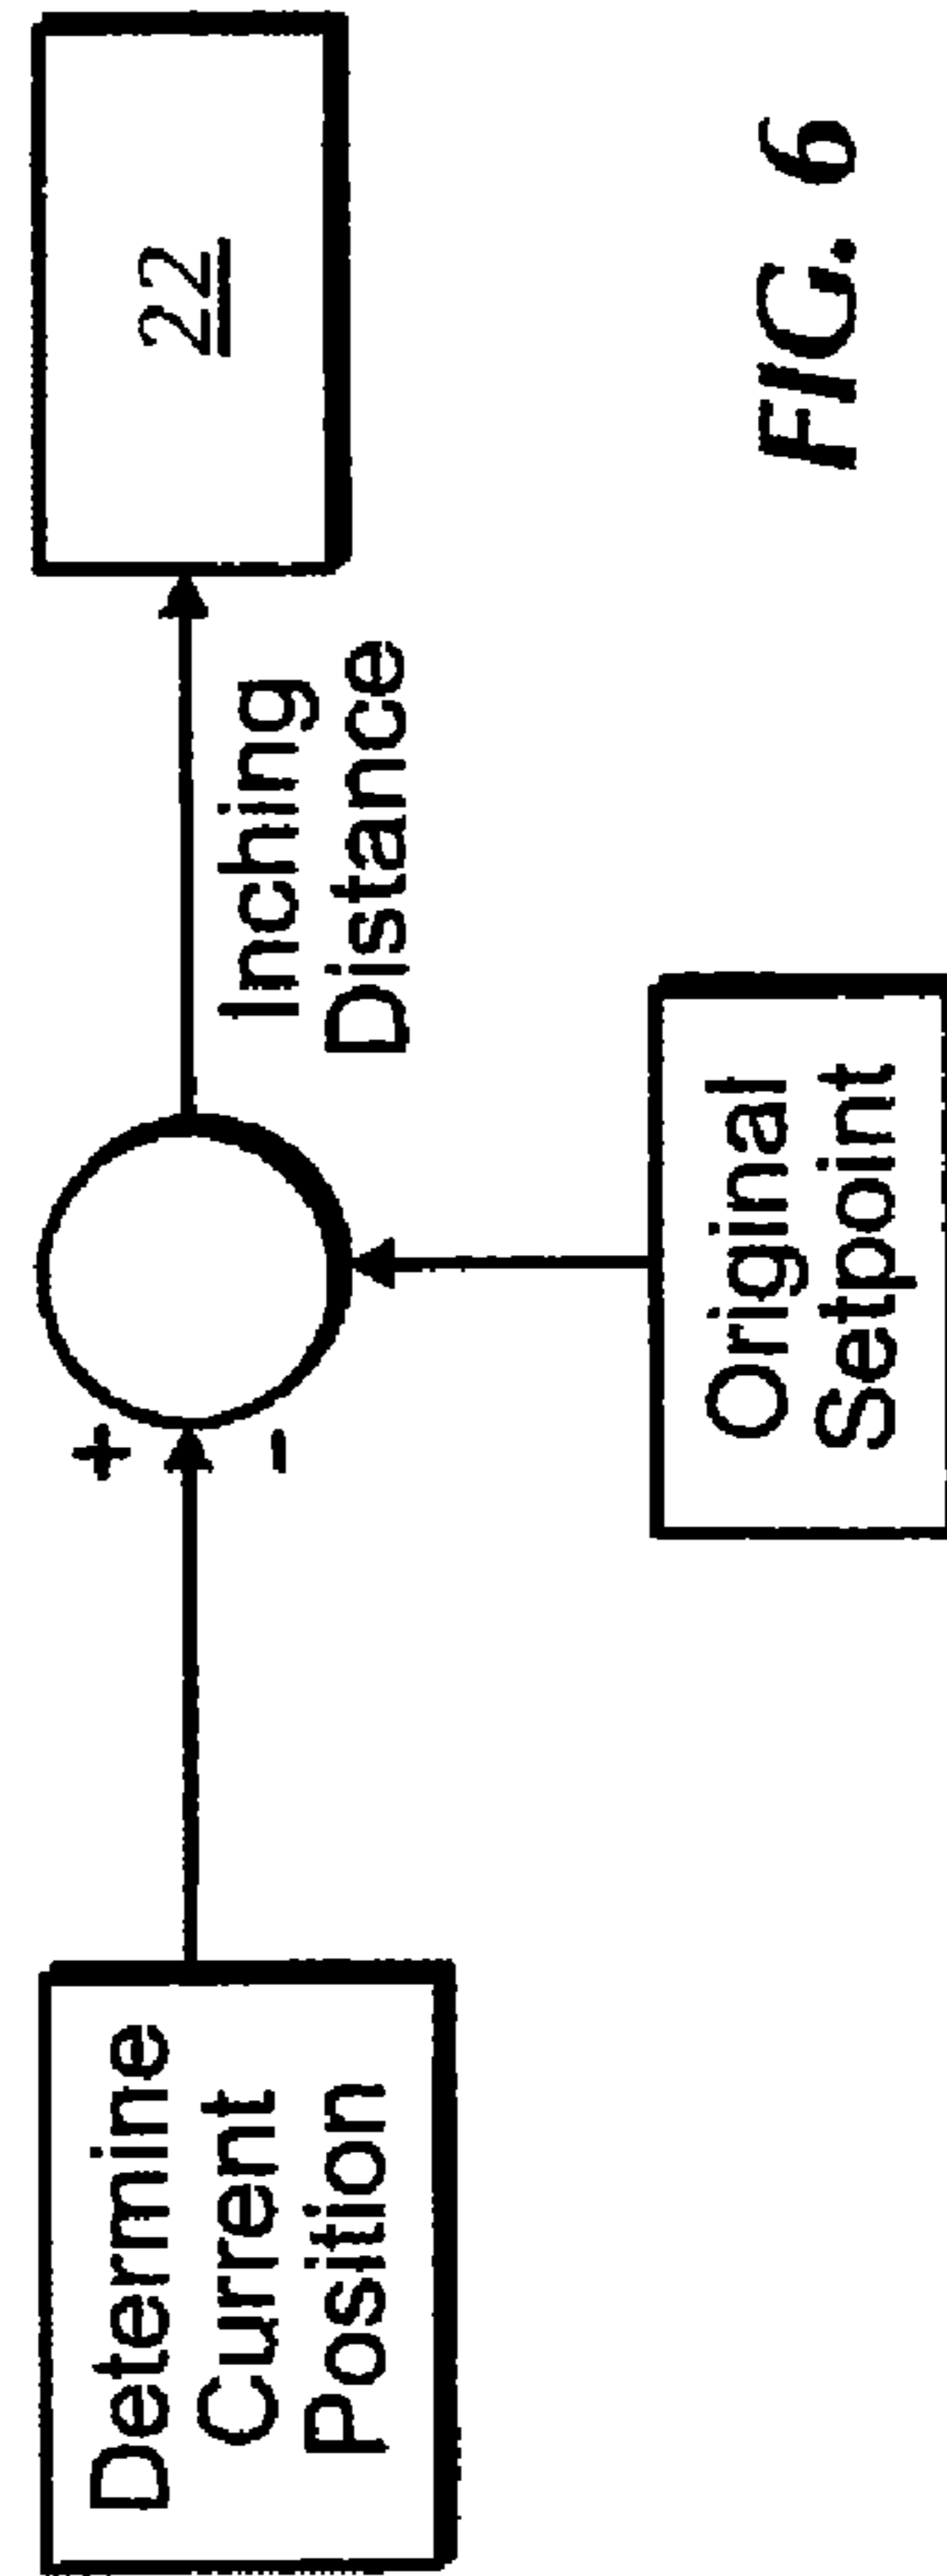 Determine
Current
Position
+
-
Original
Setpoint
Inching
Distance
22
FIG. 6